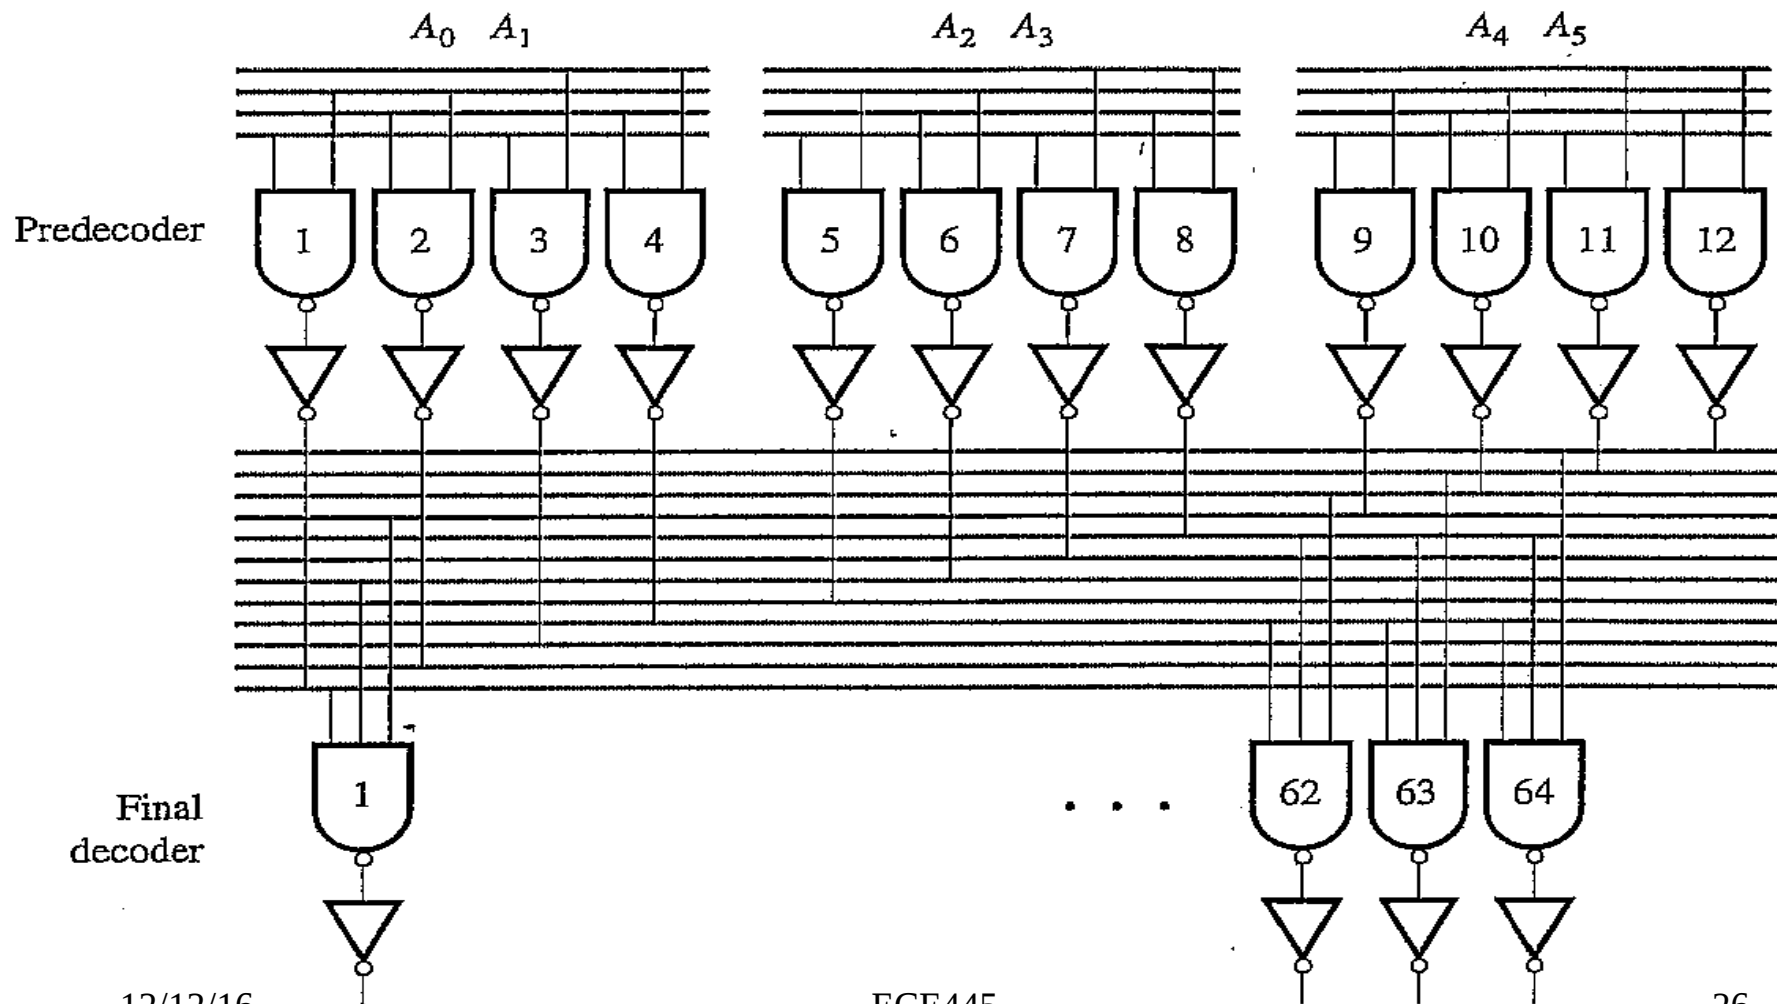 A₀ A₁ A₂ A₃ A₄ A₅
Predecoder
1 2 3 4 5 6 7 8 9 10 11 12
1 62 63 64
. . .
Final
decoder
12/12/16 ECE445 26